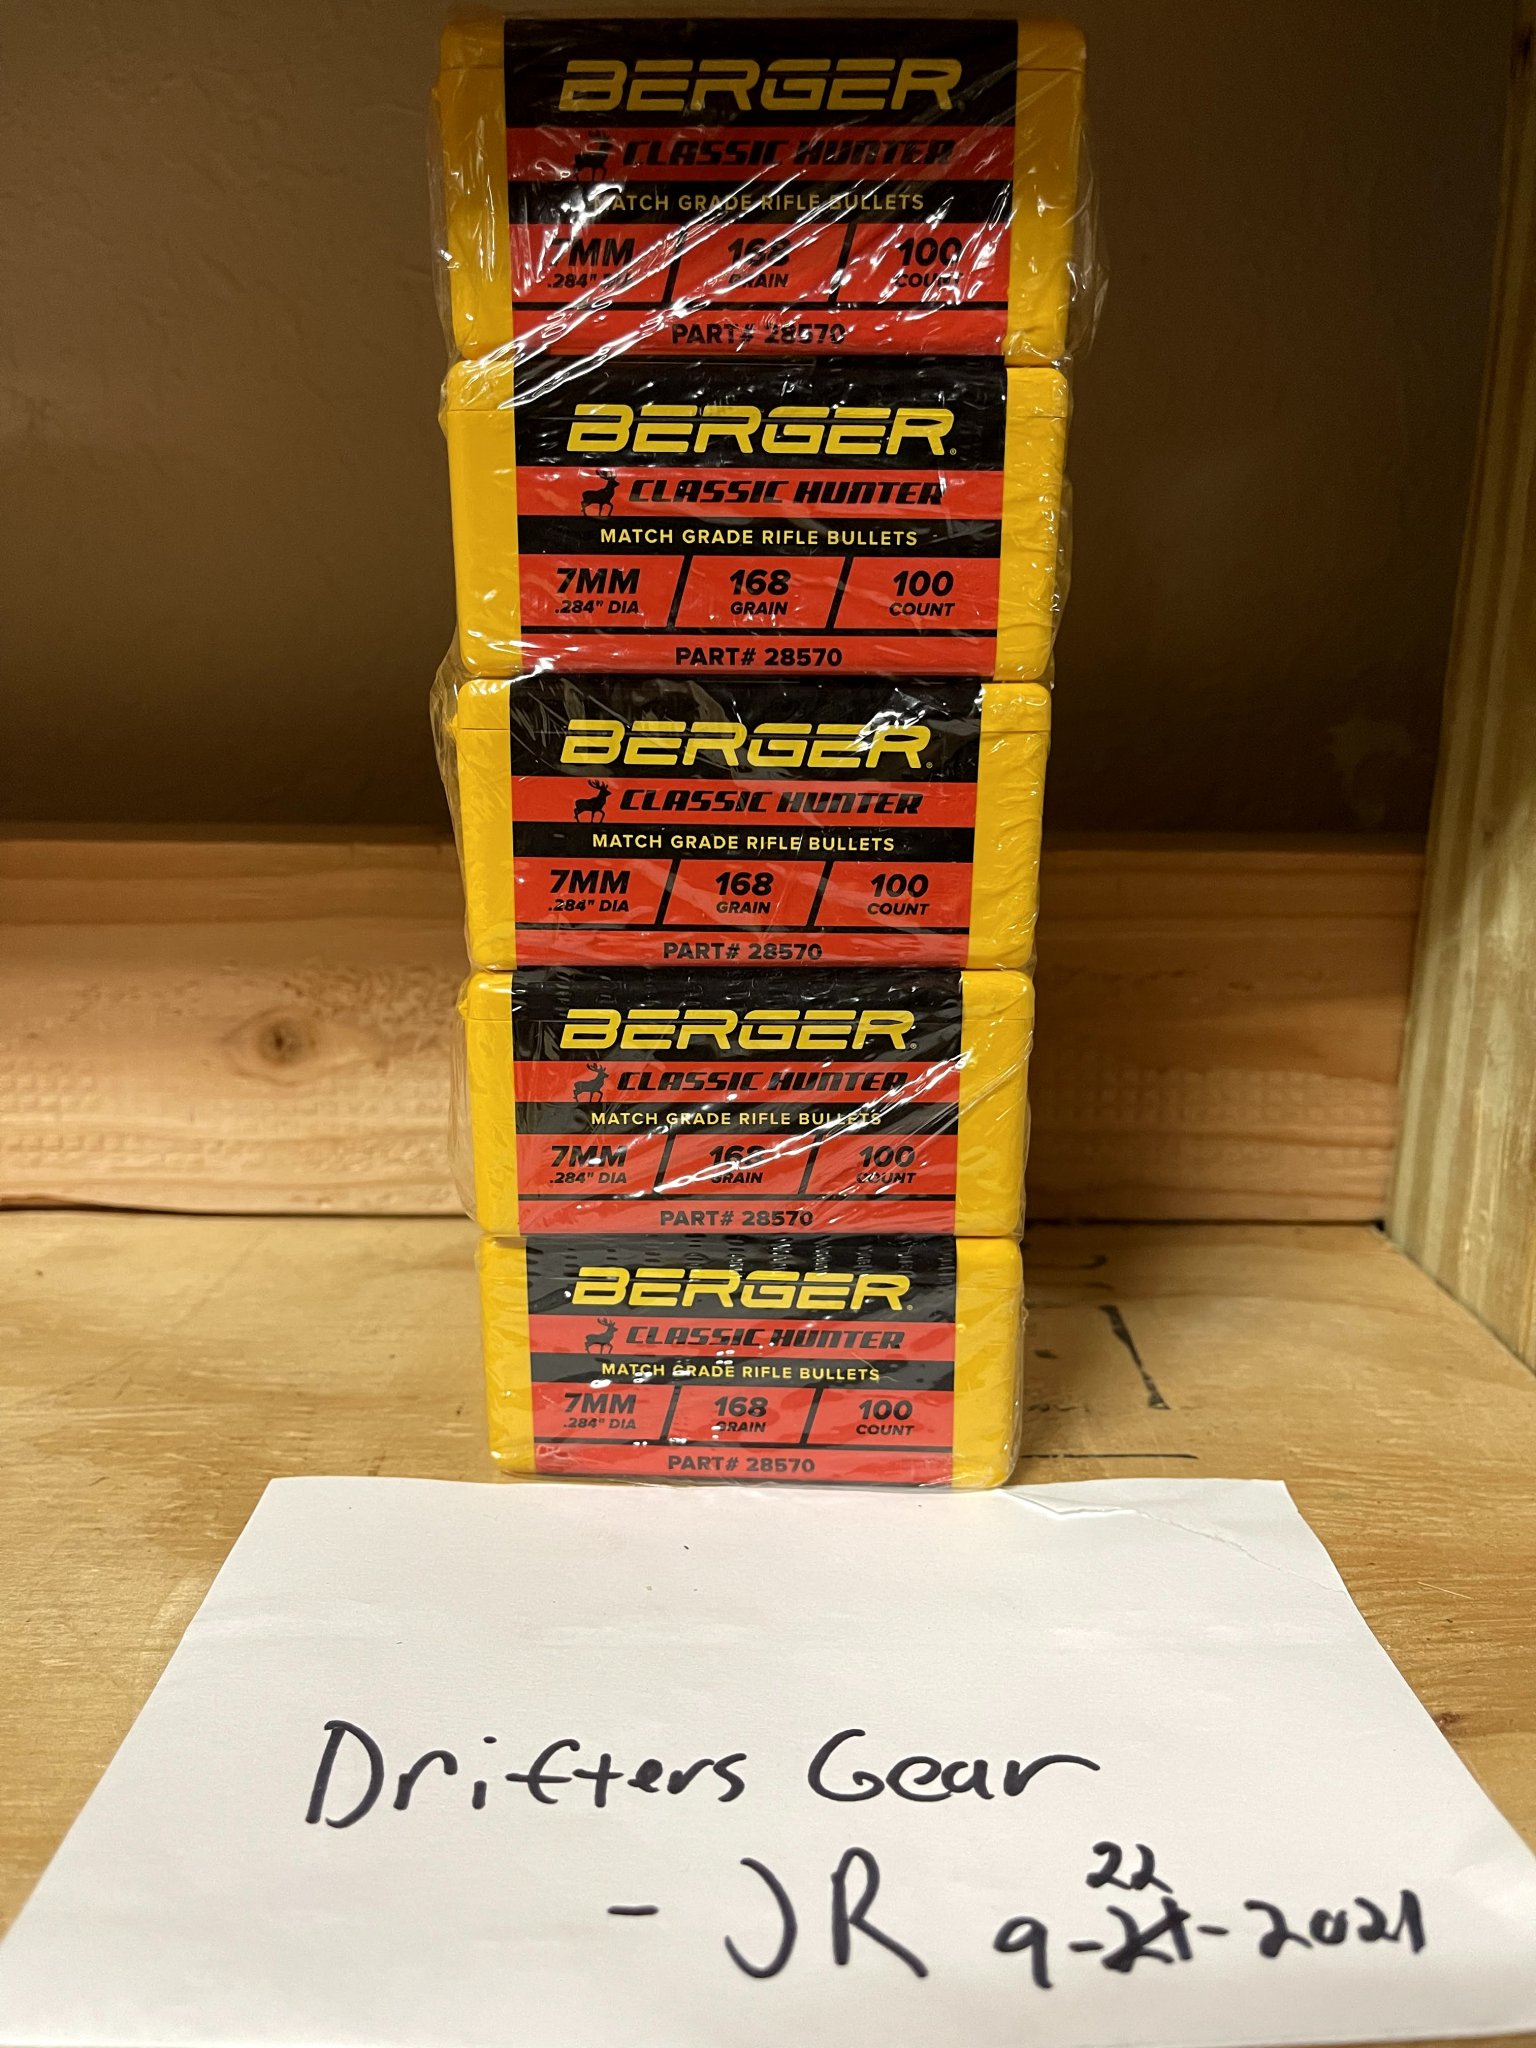 BERGER
CLASSIC HUNTER
MATCH GRADE RIFLE BULLETS
7MM 168 100
.284" DIA GRAIN COUNT
PART# 28570
BERGER®
CLASSIC HUNTER
MATCH GRADE RIFLE BULLETS
7MM 168 100
.284" DIA GRAIN COUNT
PART# 28570
BERGER®
CLASSIC HUNTER
MATCH GRADE RIFLE BULLETS
7MM 168 100
.284" DIA GRAIN COUNT
PART# 28570
BERGER®
CLASSIC HUNTER
MATCH GRADE RIFLE BULLETS
7MM 168 100
.284" DIA GRAIN COUNT
PART# 28570
BERGER®
CLASSIC HUNTER
MATCH GRADE RIFLE BULLETS
7MM 168 100
.284" DIA GRAIN COUNT
PART# 28570
Drifters Gear
22
- JR 9-21-2021